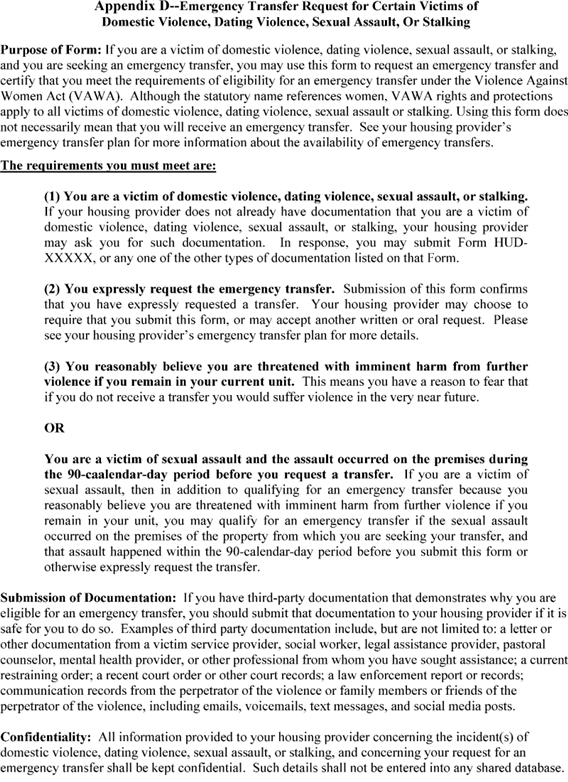 Appendix D--Emergency Transfer Request for Certain Victims of
Domestic Violence, Dating Violence, Sexual Assault, Or Stalking
Purpose of Form: If you are a victim of domestic violence, dating violence, sexual assault, or stalking,
and you are seeking an emergency transfer, you may use this form to request an emergency transfer and
certify that you meet the requirements of eligibility for an emergency transfer under the Violence Against
Women Act (VAWA). Although the statutory name references women, VAWA rights and protections
apply to all victims of domestic violence, dating violence, sexual assault or stalking. Using this form does
not necessarily mean that you will receive an emergency transfer. See your housing provider's
emergency transfer plan for more information about the availability of emergency transfers.
The requirements you must meet are:
(1) You are a victim of domestic violence, dating violence, sexual assault, or stalking.
If your housing provider does not already have documentation that you are a victim of
domestic violence, dating violence, sexual assault, or stalking, your housing provider
may ask you for such documentation. In response, you may submit Form HUD-
XXXXX, or any one of the other types of documentation listed on that Form.
(2) You expressly request the emergency transfer. Submission of this form confirms
that you have expressly requested a transfer. Your housing provider may choose to
require that you submit this form, or may accept another written or oral request. Please
see your housing provider's emergency transfer plan for more details.
(3) You reasonably believe you are threatened with imminent harm from further
violence if you remain in your current unit. This means you have a reason to fear that
if you do not receive a transfer you would suffer violence in the very near future.
OR
You are a victim of sexual assault and the assault occurred on the premises during
the 90-caalendar-day period before you request a transfer. If you are a victim of
sexual assault, then in addition to qualifying for an emergency transfer because you
reasonably believe you are threatened with imminent harm from further violence if you
remain in your unit, you may qualify for an emergency transfer if the sexual assault
occurred on the premises of the property from which you are seeking your transfer, and
that assault happened within the 90-calendar-day period before you submit this form or
otherwise expressly request the transfer.
Submission of Documentation: If you have third-party documentation that demonstrates why you are
eligible for an emergency transfer, you should submit that documentation to your housing provider if it is
safe for you to do so. Examples of third party documentation include, but are not limited to: a letter or
other documentation from a victim service provider, social worker, legal assistance provider, pastoral
counselor, mental health provider, or other professional from whom you have sought assistance; a current
restraining order; a recent court order or other court records; a law enforcement report or records;
communication records from the perpetrator of the violence or family members or friends of the
perpetrator of the violence, including emails, voicemails, text messages, and social media posts.
Confidentiality: All information provided to your housing provider concerning the incident(s) of
domestic violence, dating violence, sexual assault, or stalking, and concerning your request for an
emergency transfer shall be kept confidential. Such details shall not be entered into any shared database.